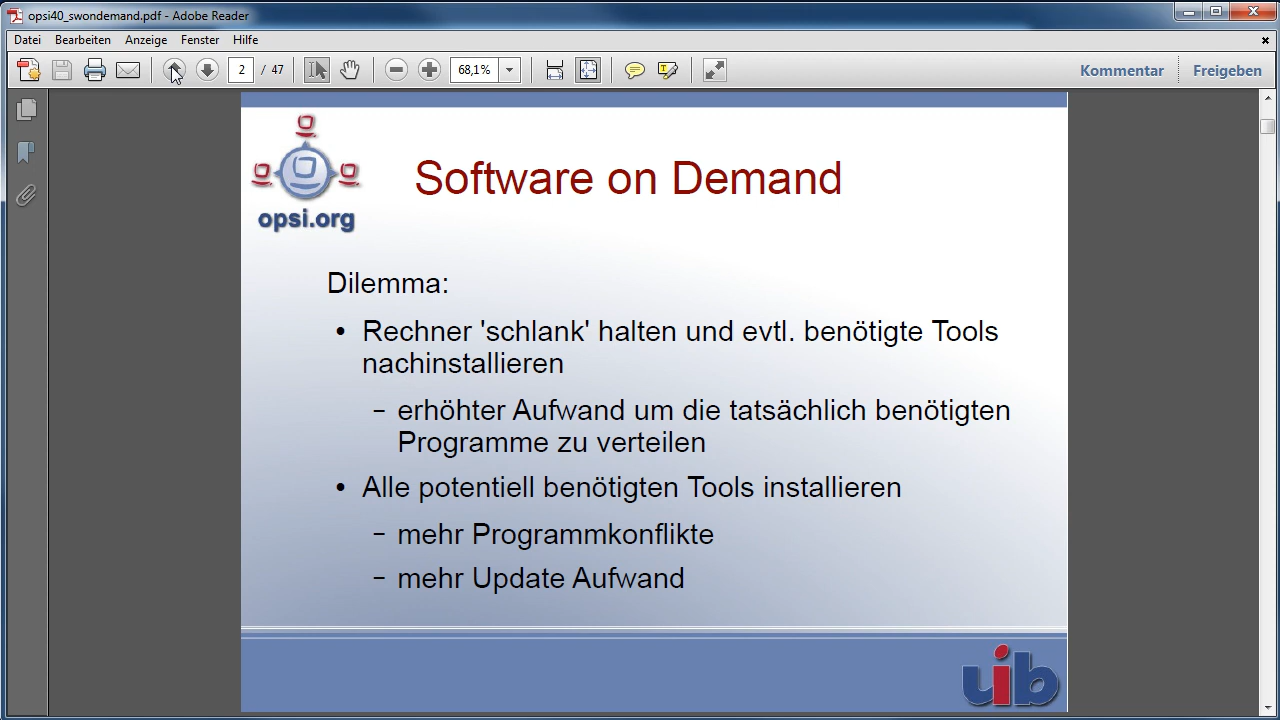 opsi40_swondemand.pdf - Adobe Reader
Datei Bearbeiten Anzeige Fenster Hilfe
2 / 47 68,1% Kommentar Freigeben
opsi.org
Software on Demand
Dilemma:
• Rechner 'schlank' halten und evtl. benötigte Tools
nachinstallieren
– erhöhter Aufwand um die tatsächlich benötigten
Programme zu verteilen
• Alle potentiell benötigten Tools installieren
– mehr Programmkonflikte
– mehr Update Aufwand
uib